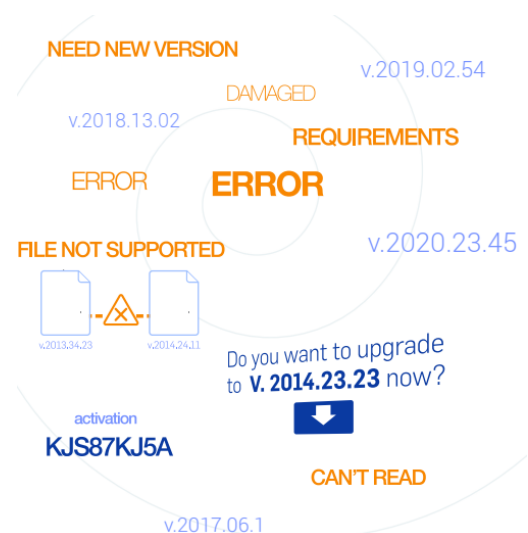 NEED NEW VERSION
v.2019.02.54
DAMAGED
v.2018.13.02
REQUIREMENTS
ERROR
ERROR
v.2020.23.45
FILE NOT SUPPORTED
v.2013.34.23
v.2014.24.11
Do you want to upgrade
to V. 2014.23.23 now?
activation
KJS87KJ5A
CAN'T READ
v.2017.06.1